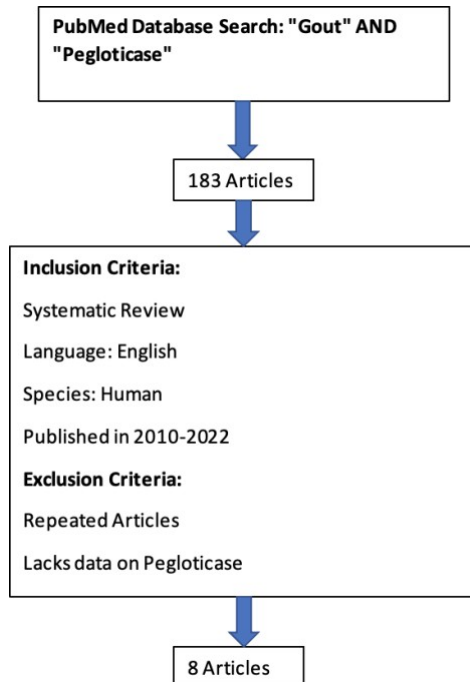 PubMed Database Search: "Gout" AND
"Pegloticase"
183 Articles
Inclusion Criteria:
Systematic Review
Language: English
Species: Human
Published in 2010-2022
Exclusion Criteria:
Repeated Articles
Lacks data on Pegloticase
8 Articles